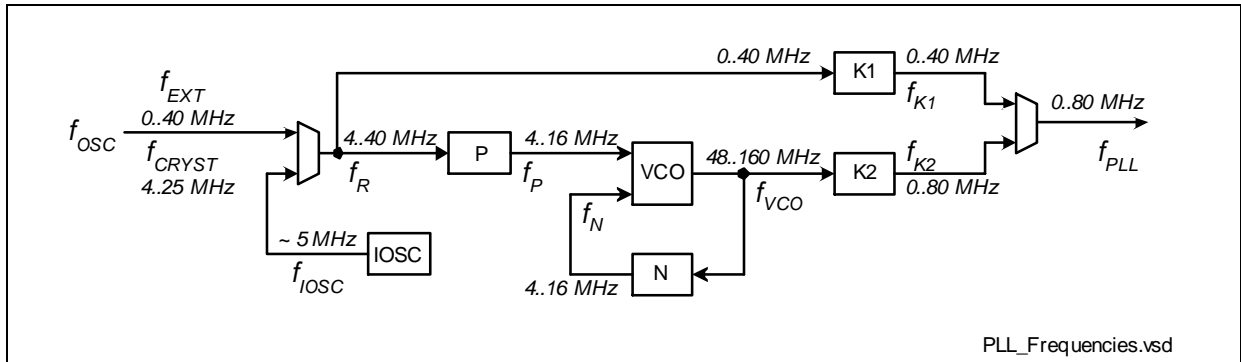 0..40 MHz
K1
0..40 MHz
f_K1
f_EXT
0..40 MHz
f_OSC
f_CRYST
4..25 MHz
4..40 MHz
f_R
P
4..16 MHz
f_P
VCO
48..160 MHz
f_VCO
K2
f_K2
0..80 MHz
0..80 MHz
f_PLL
f_N
~ 5 MHz
IOSC
f_IOSC
N
4..16 MHz
PLL_Frequencies.vsd